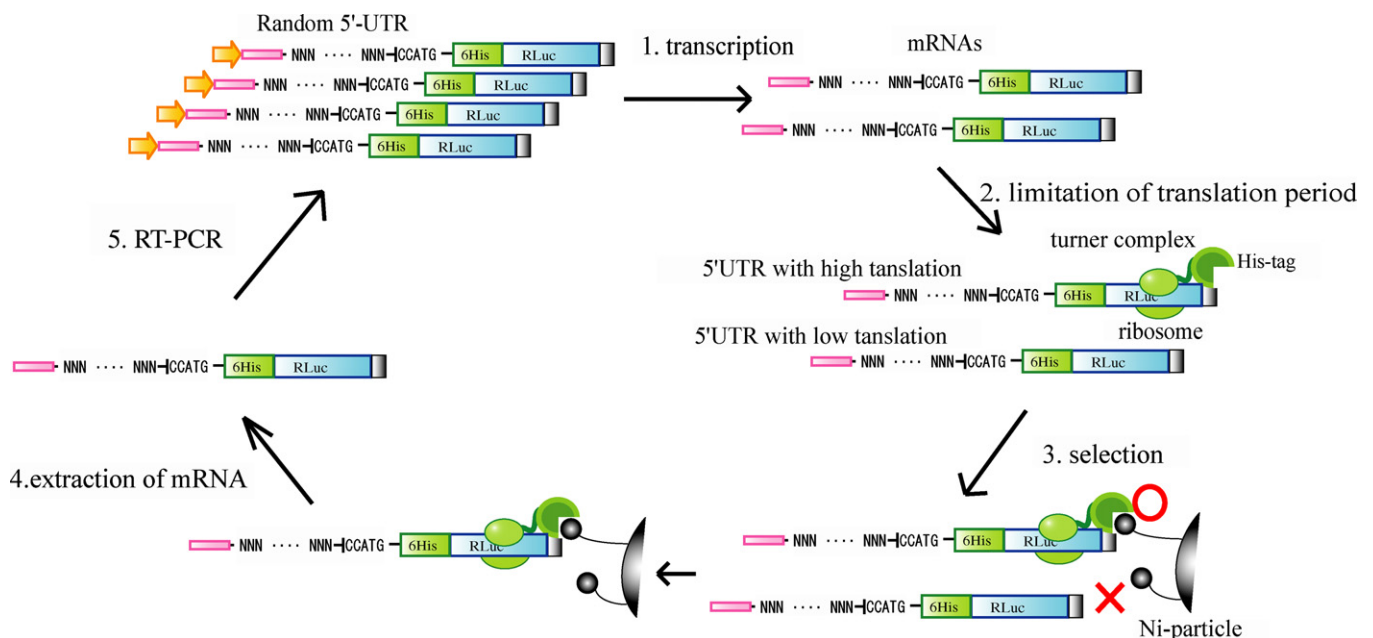 Random 5'-UTR
NNN ···· NNN CCATG 6His RLuc
NNN ···· NNN CCATG 6His RLuc
NNN ···· NNN CCATG 6His RLuc
NNN ···· NNN CCATG 6His RLuc
1. transcription
mRNAs
NNN ···· NNN CCATG 6His RLuc
NNN ···· NNN CCATG 6His RLuc
2. limitation of translation period
turner complex
His-tag
5'UTR with high tanslation
NNN ···· NNN CCATG 6His RLuc
ribosome
5'UTR with low tanslation
NNN ···· NNN CCATG 6His RLuc
3. selection
NNN ···· NNN CCATG 6His RLuc
NNN ···· NNN CCATG 6His RLuc
Ni-particle
NNN ···· NNN CCATG 6His RLuc
4.extraction of mRNA
NNN ···· NNN CCATG 6His RLuc
5. RT-PCR